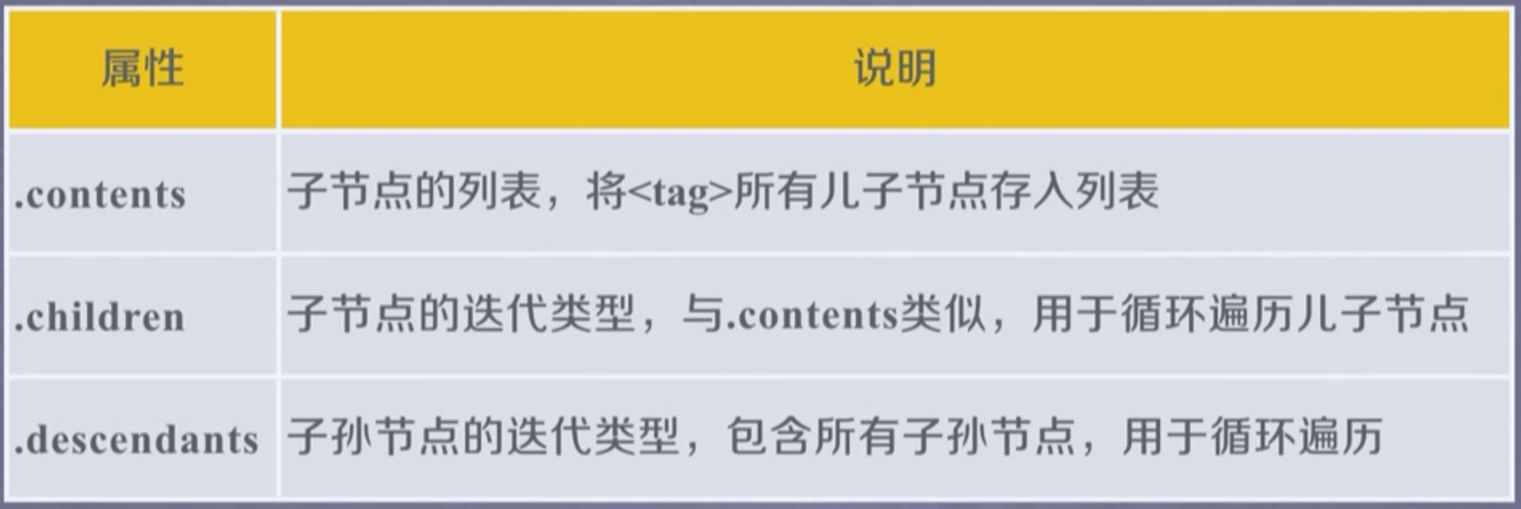 属性 说明
.contents 子节点的列表，将<tag>所有儿子节点存入列表
.children 子节点的迭代类型，与.contents类似，用于循环遍历儿子节点
.descendants 子孙节点的迭代类型，包含所有子孙节点，用于循环遍历